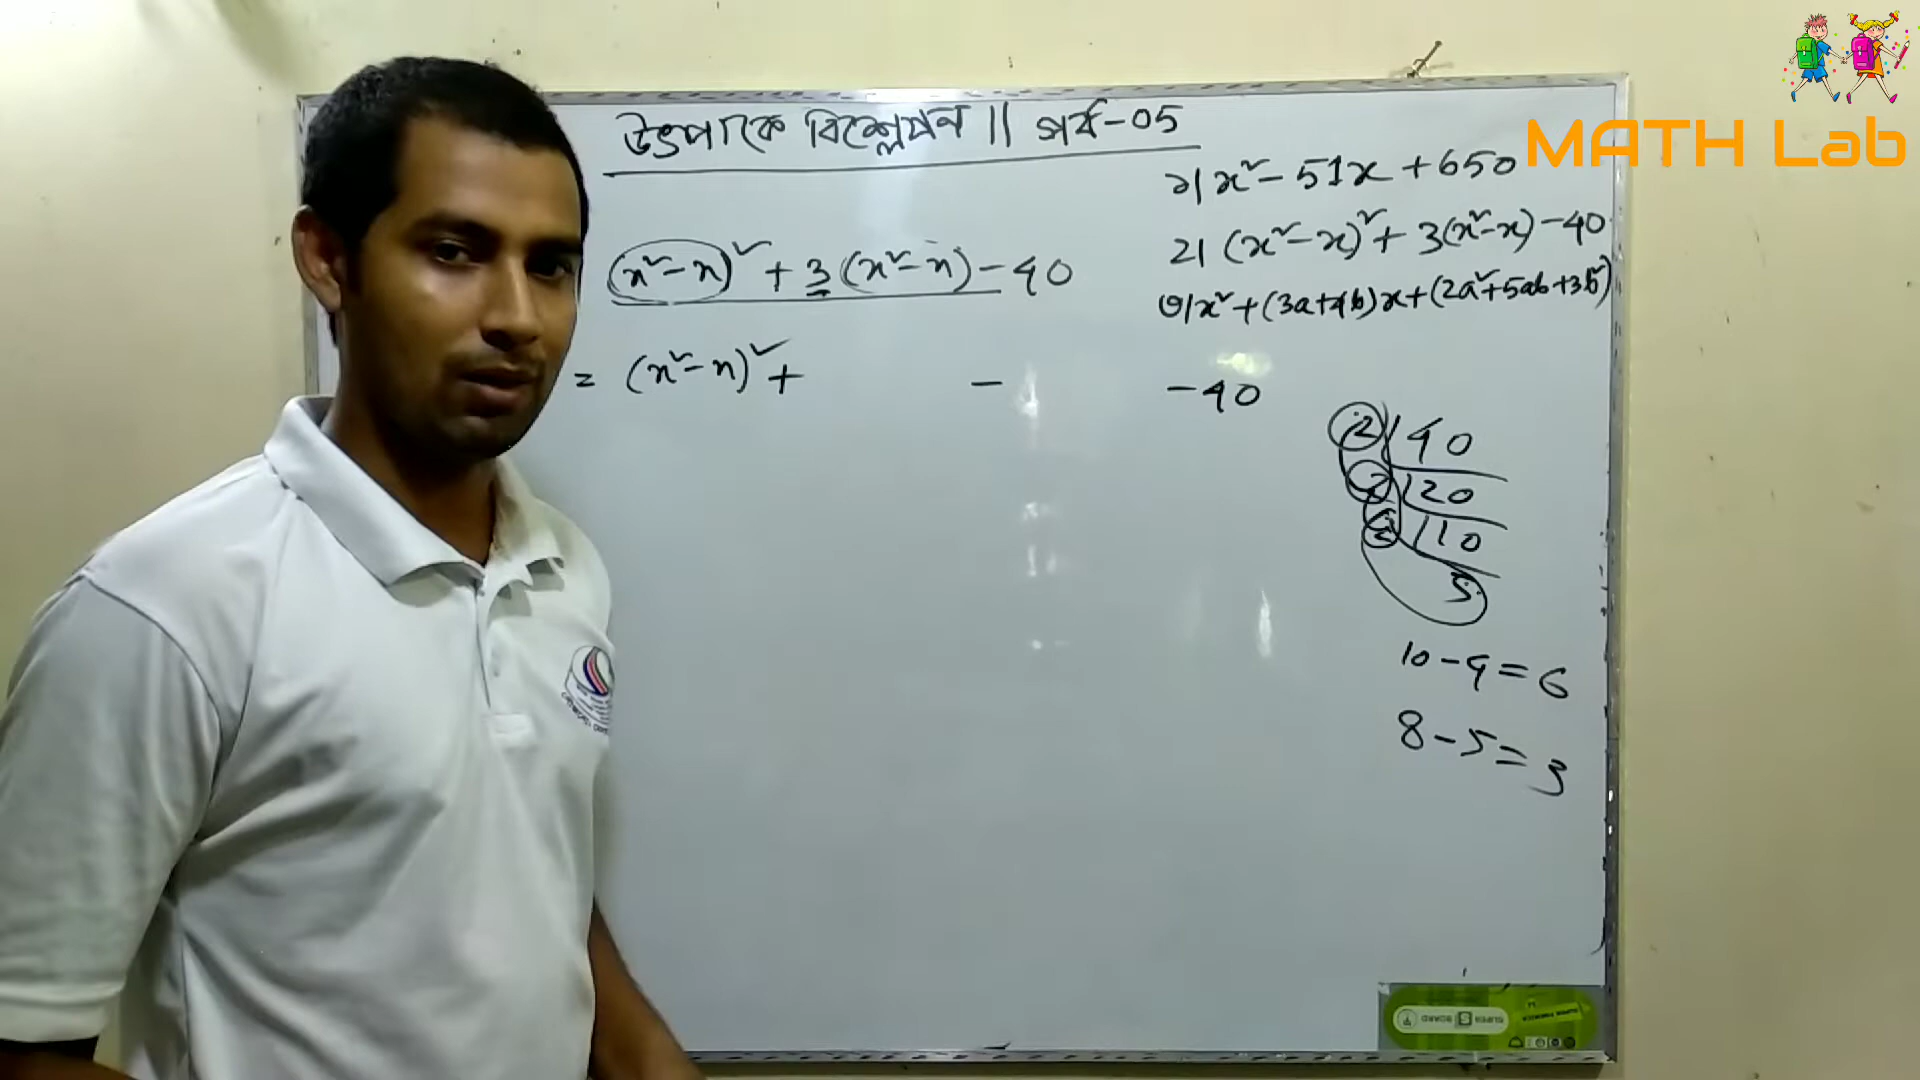 উৎপাদকে বিশ্লেষণ || পর্ব-05
MATH Lab
১| x² - 51x + 650
২| (x²-x)² + 3(x²-x) - 40
৩| x² + (3a+4b)x + (2a²+5ab+3b²)
(x²-x)² + 3(x²-x) - 40
= (x²-x)² + - - 40
2 | 40
2 | 20
2 | 10
5
10 - 4 = 6
8 - 5 = 3
SUPER BOARD